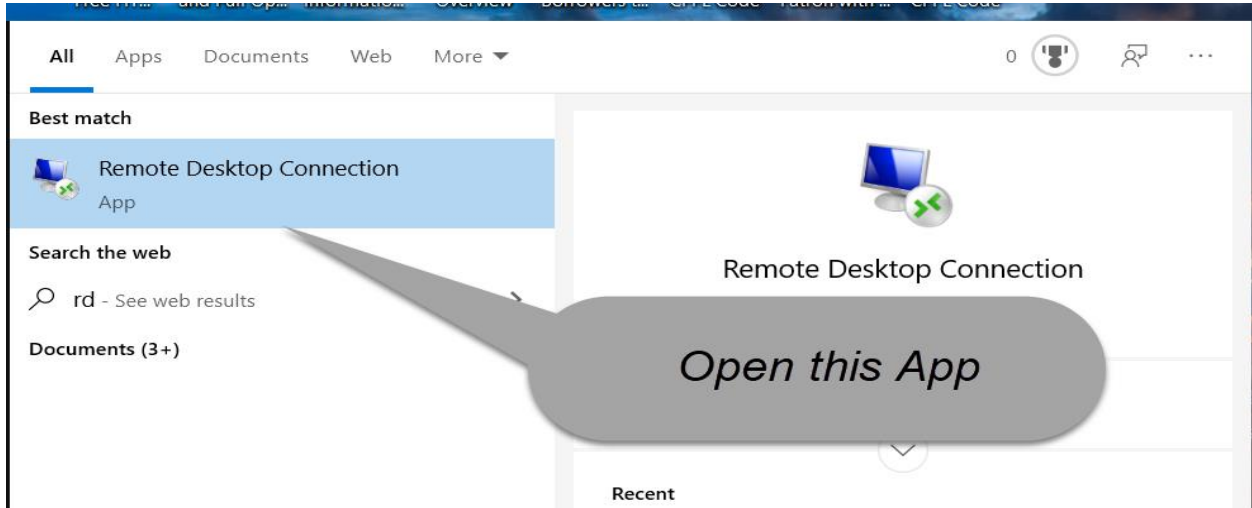 All Apps Documents Web More 0
Best match
Remote Desktop Connection
App
Search the web
rd - See web results
Documents (3+)
Remote Desktop Connection
Open this App
Recent